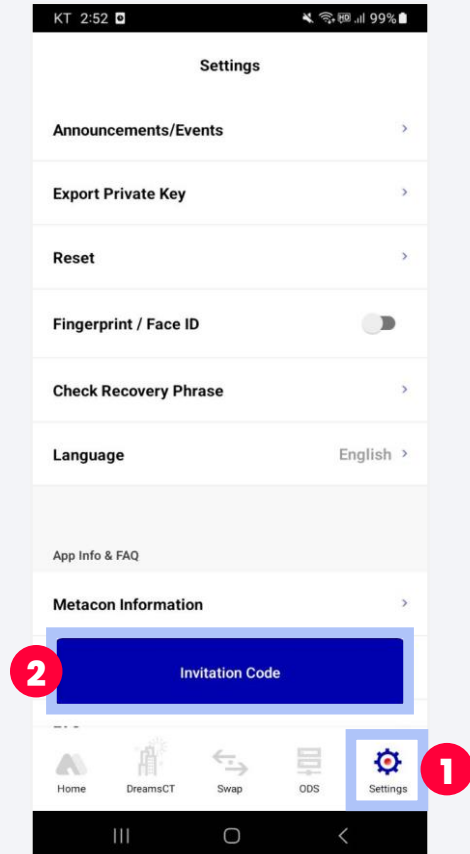 KT 2:52 HD 99%
Settings
Announcements/Events
Export Private Key
Reset
Fingerprint / Face ID
Check Recovery Phrase
Language English
App Info & FAQ
Metacon Information
2
Invitation Code
Home DreamsCT Swap ODS Settings
1